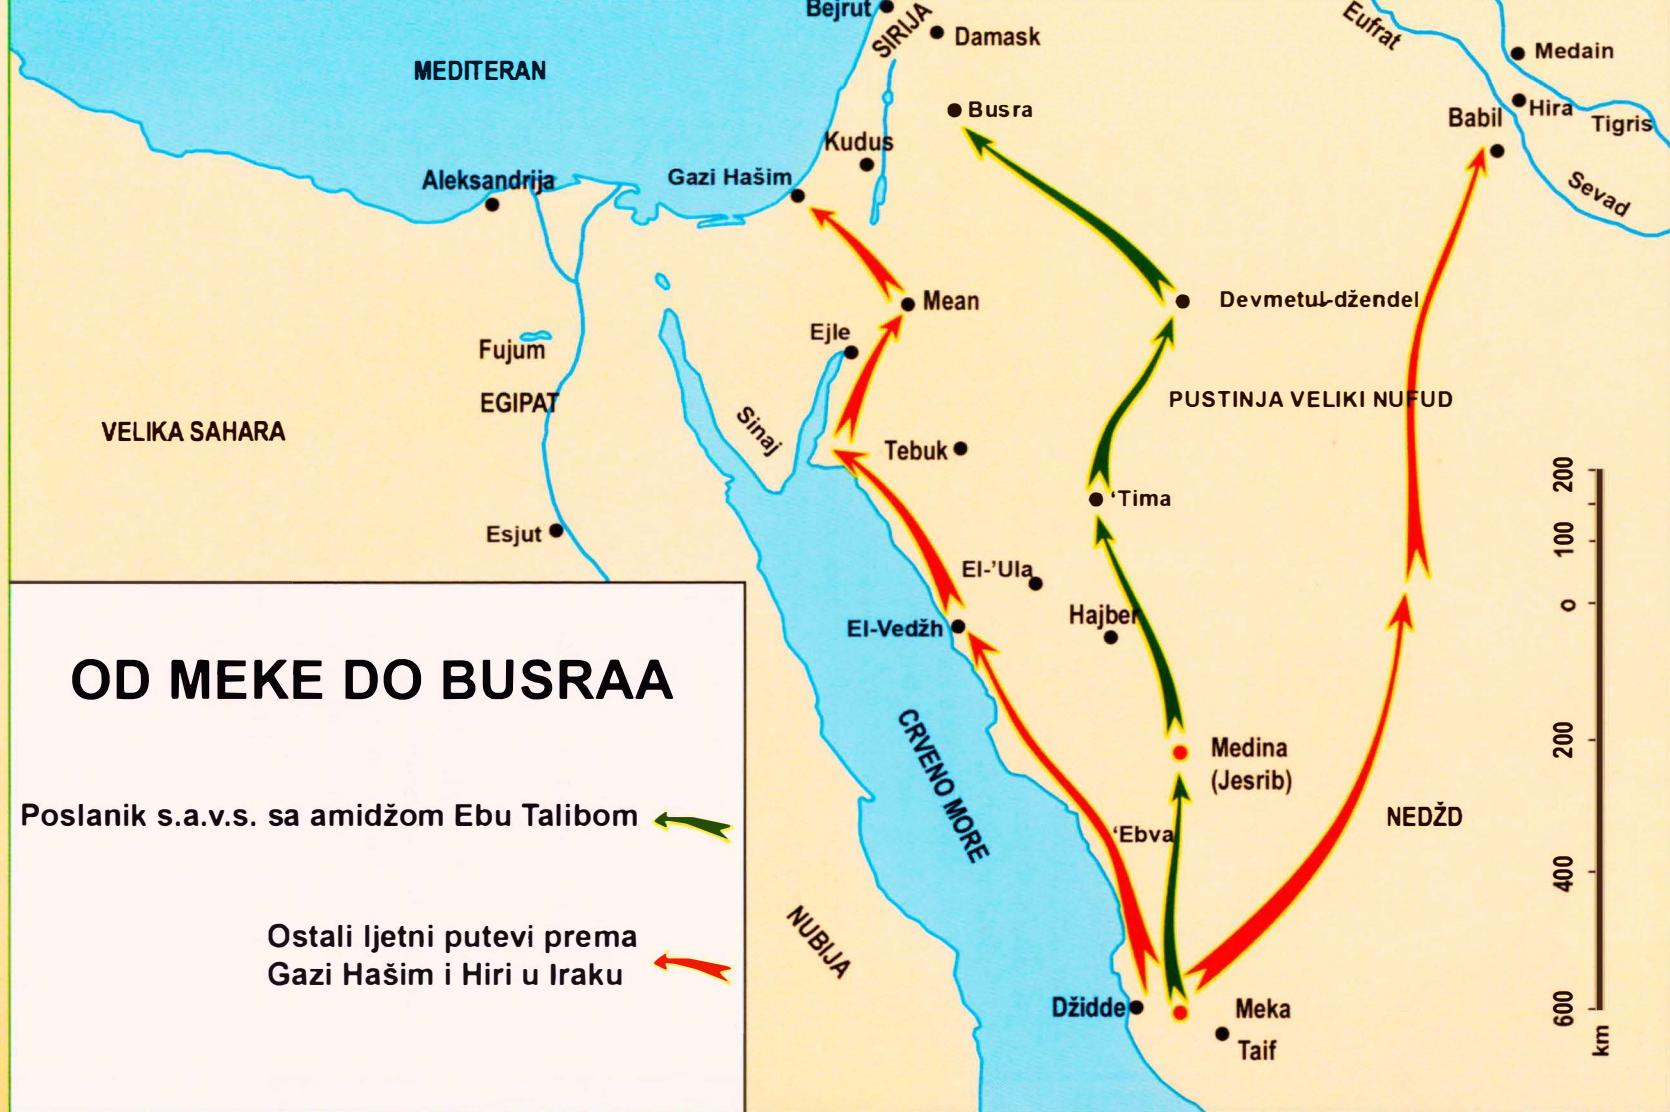 Bejrut
SIRIJA
Damask
Eufrat
Medain
MEDITERAN
Busra
Babil
Hira
Tigris
Kudus
Aleksandrija
Gazi Hašim
Sevad
Mean
Devmetul-džendel
Ejle
Fujum
EGIPAT
PUSTINJA VELIKI NUFUD
VELIKA SAHARA
Sinaj
Tebuk
200
‘Tima
Esjut
100
El-’Ula
0
Hajber
El-Vedžh
OD MEKE DO BUSRAA
CRVENO MORE
200
Medina
(Jesrib)
Poslanik s.a.v.s. sa amidžom Ebu Talibom
NEDŽD
‘Ebva
400
Ostali ljetni putevi prema
Gazi Hašim i Hiri u Iraku
NUBIJA
Džidde
Meka
600
Taif
km